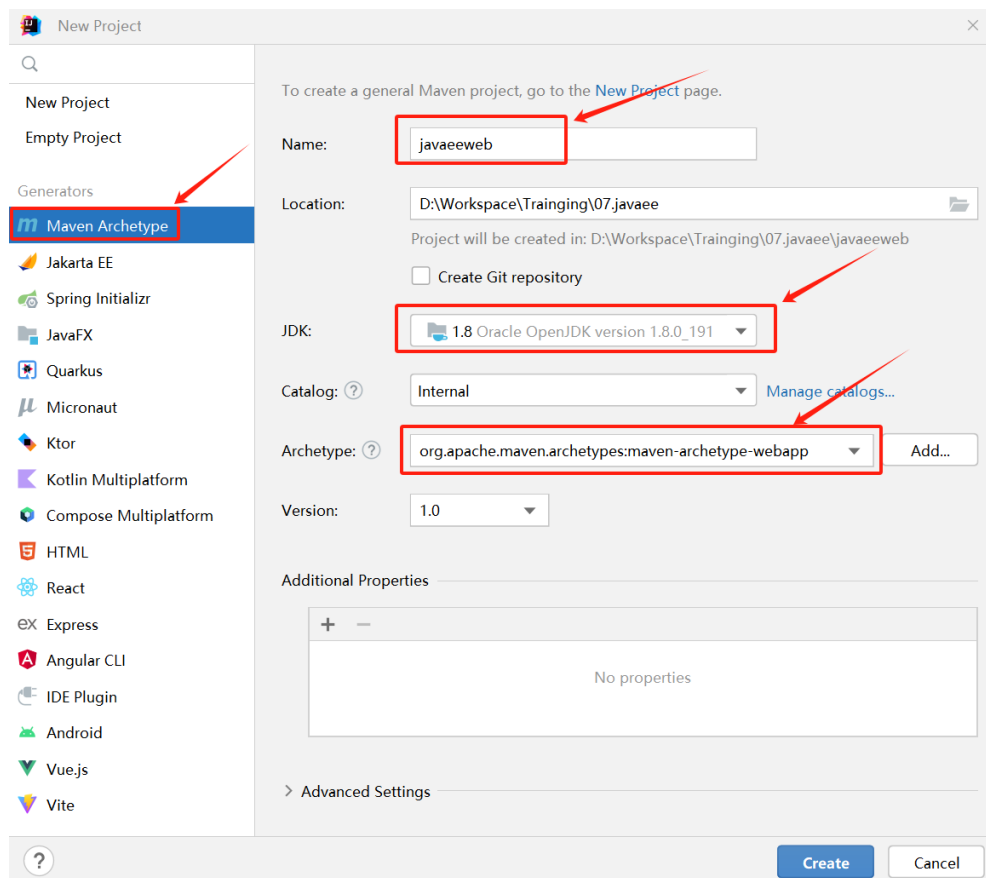 New Project
New Project
Empty Project
Generators
Maven Archetype
Jakarta EE
Spring Initializr
JavaFX
Quarkus
Micronaut
Ktor
Kotlin Multiplatform
Compose Multiplatform
HTML
React
Express
Angular CLI
IDE Plugin
Android
Vue.js
Vite
To create a general Maven project, go to the New Project page.
Name: javaeeweb
Location: D:\Workspace\Trainging\07.javaee
Project will be created in: D:\Workspace\Trainging\07.javaee\javaeeweb
Create Git repository
JDK: 1.8 Oracle OpenJDK version 1.8.0_191
Catalog: ? Internal Manage catalogs...
Archetype: ? org.apache.maven.archetypes:maven-archetype-webapp Add...
Version: 1.0
Additional Properties
No properties
Advanced Settings
? Create Cancel